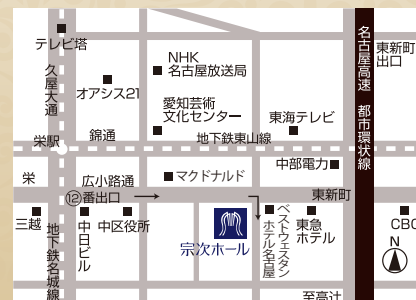 テレビ塔
NHK
名古屋放送局
名古屋高速 都市環状線
東新町
出口
久屋大通
オアシス21
愛知芸術
文化センター
東海テレビ
栄駅
錦通
地下鉄東山線
中部電力
栄
広小路通
マクドナルド
⑫番出口
東新町
三越
地下鉄名城線
中日ビル
中区役所
宗次ホール
ベストウェスタン
ホテル名古屋
東急
ホテル
CBC
N
至高辻